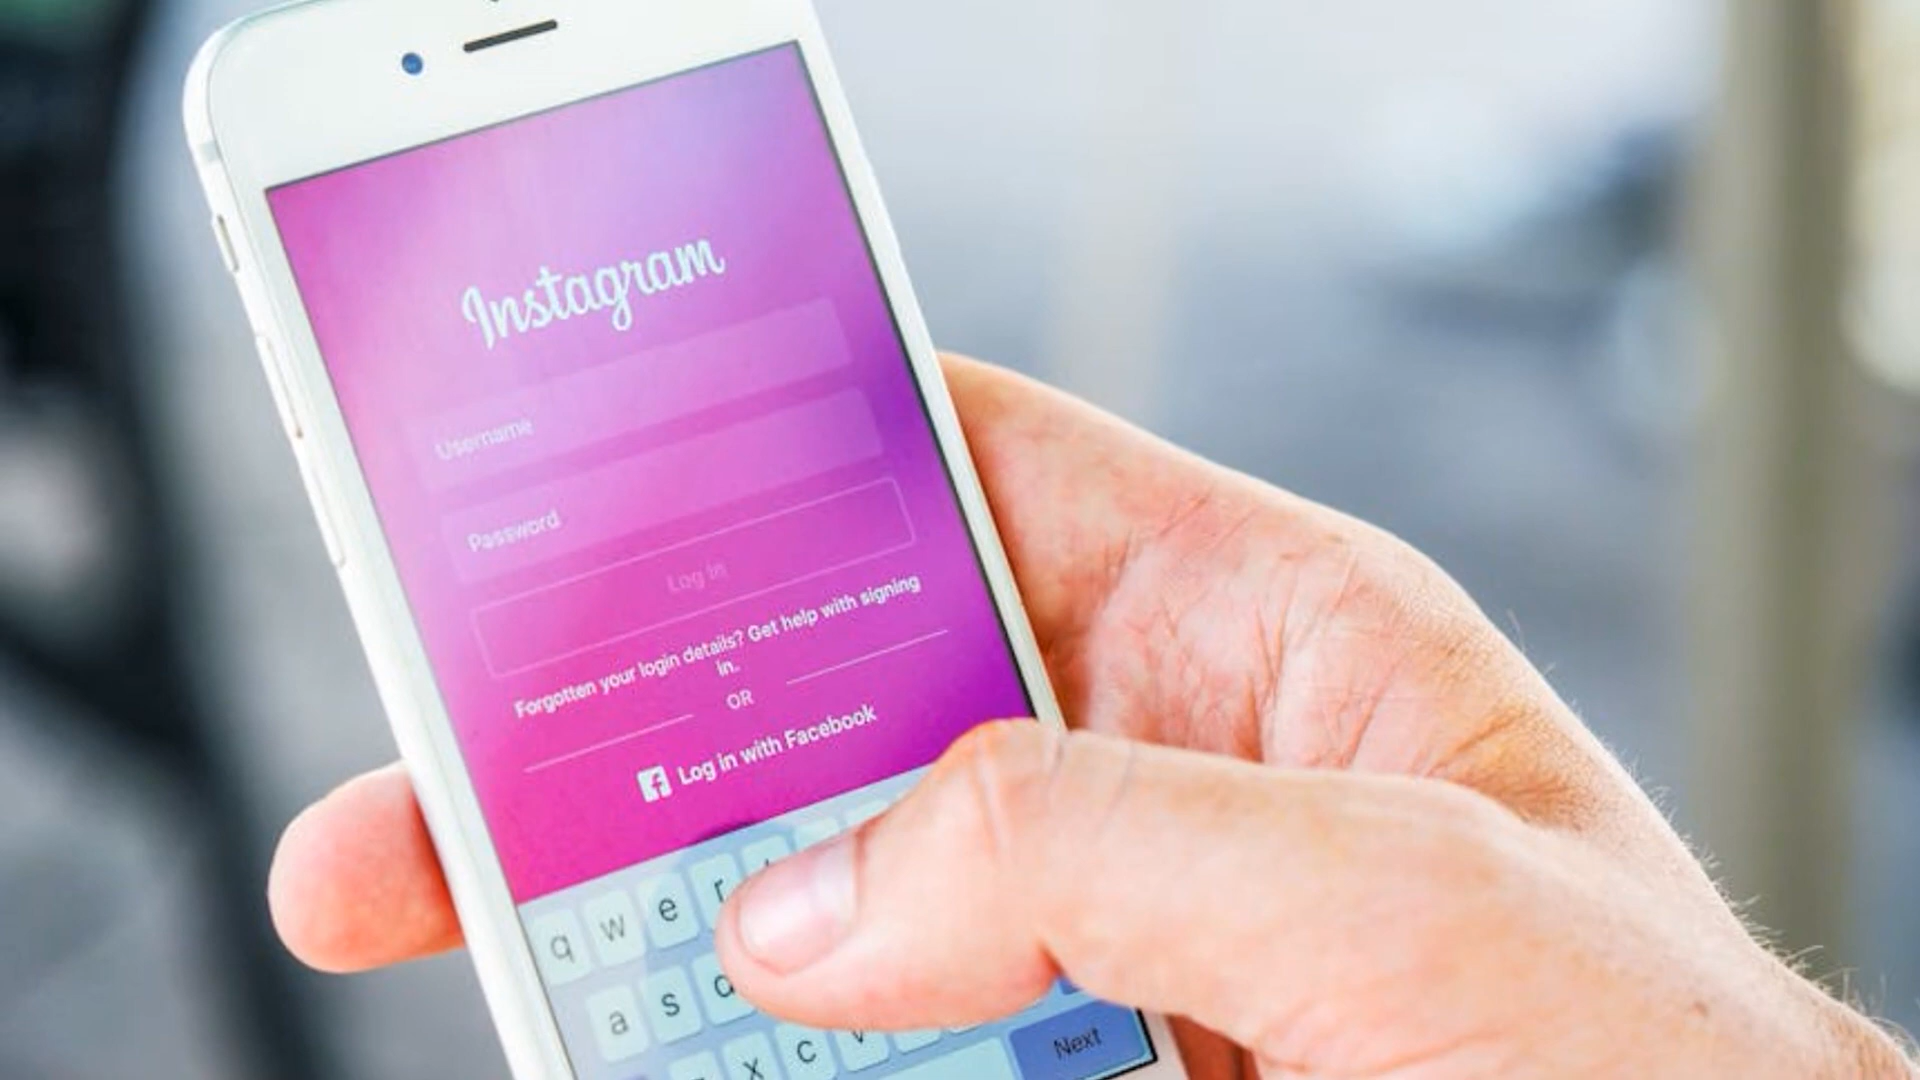 Instagram
Username
Password
Log In
Forgotten your login details? Get help with signing
in.
OR
Log in with Facebook
q w e r
a s
x c v
Next